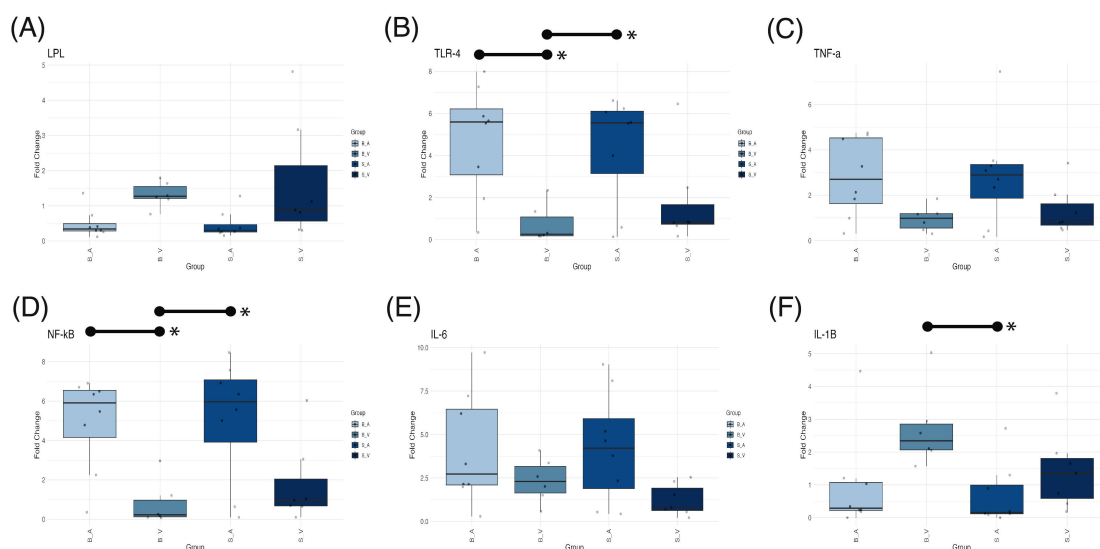 (A)
LPL
5
4
3
2
1
0
Fold Change
B_A
B_V
S_A
S_V
Group
Group
B_A
B_V
S_A
S_V
(B)
*
*
TLR-4
8
6
4
2
0
Fold Change
B_A
B_V
S_A
S_V
Group
Group
B_A
B_V
S_A
S_V
(C)
TNF-a
6
4
2
0
Fold Change
B_A
B_V
S_A
S_V
Group
(D)
*
*
NF-kB
8
6
4
2
0
Fold Change
B_A
B_V
S_A
S_V
Group
Group
B_A
B_V
S_A
S_V
(E)
IL-6
10.0
7.5
5.0
2.5
0.0
Fold Change
B_A
B_V
S_A
S_V
Group
Group
B_A
B_V
S_A
S_V
(F)
*
IL-1B
5
4
3
2
1
0
Fold Change
B_A
B_V
S_A
S_V
Group